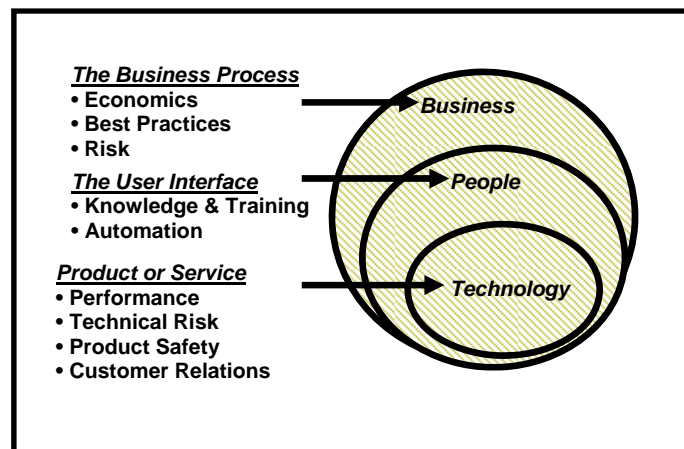 The Business Process
• Economics
• Best Practices
• Risk
The User Interface
• Knowledge & Training
• Automation
Product or Service
• Performance
• Technical Risk
• Product Safety
• Customer Relations
Business
People
Technology